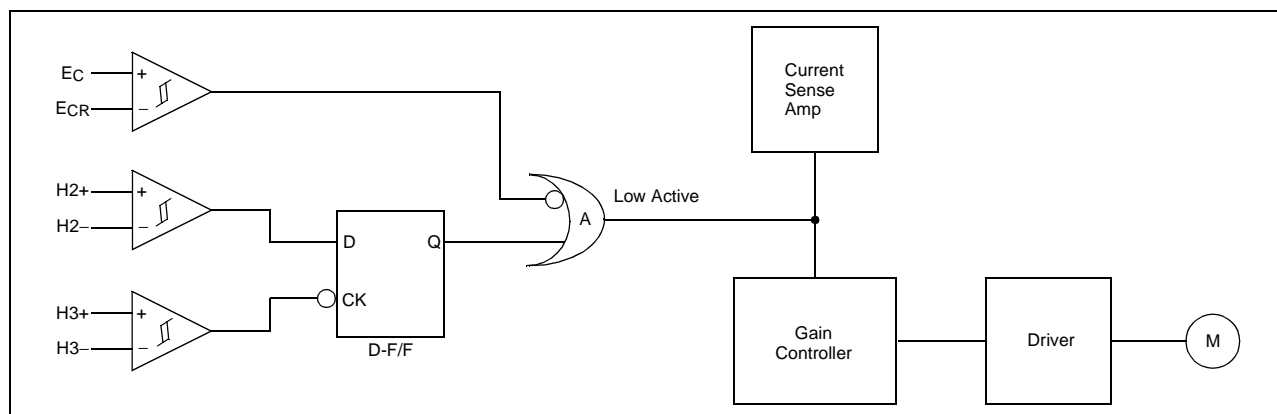 EC
+
ECR
−
H2+
+
H2−
−
H3+
+
H3−
−
D
Q
CK
D-F/F
A
Low Active
Current
Sense
Amp
Gain
Controller
Driver
M